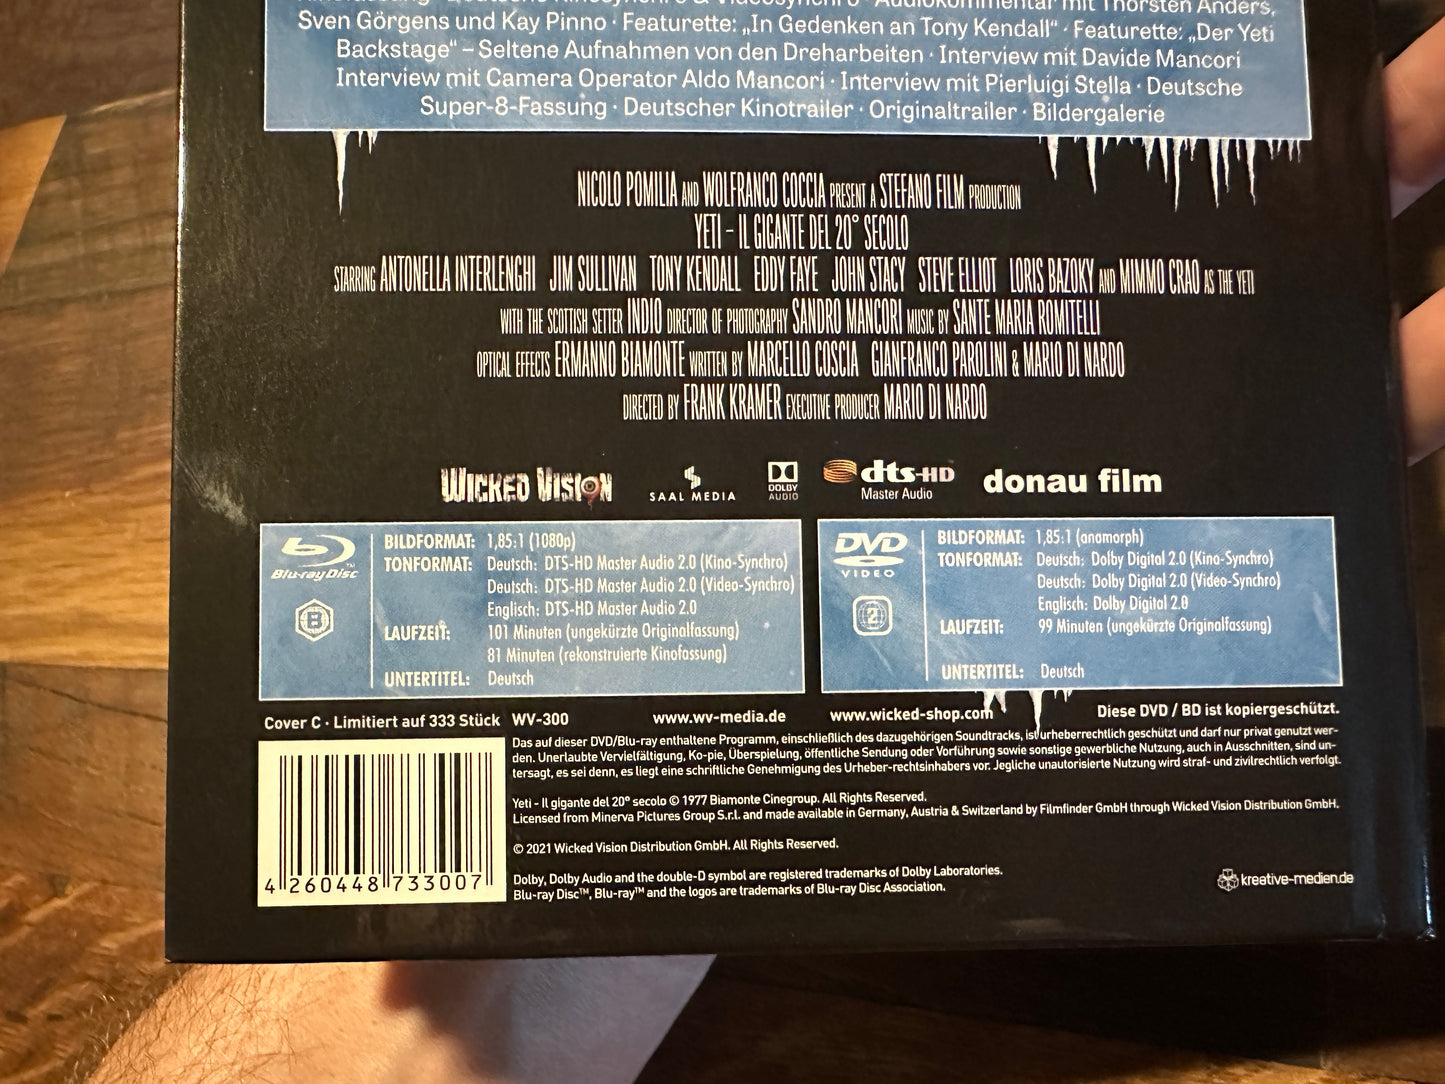 Deutsche Kinosynchro & Videosynchro · Audiokommentar mit Thorsten Anders,
Sven Görgens und Kay Pinno · Featurette: „In Gedenken an Tony Kendall“ · Featurette: „Der Yeti
Backstage“ – Seltene Aufnahmen von den Dreharbeiten · Interview mit Davide Mancori
Interview mit Camera Operator Aldo Mancori · Interview mit Pierluigi Stella · Deutsche
Super-8-Fassung · Deutscher Kinotrailer · Originaltrailer · Bildergalerie
NICOLO POMILIA AND WOLFRANCO COCCIA PRESENT A STEFANO FILM PRODUCTION
YETI – IL GIGANTE DEL 20° SECOLO
STARRING ANTONELLA INTERLENGHI JIM SULLIVAN TONY KENDALL EDDY FAYE JOHN STACY STEVE ELLIOT LORIS BAZOKY AND MIMMO CRAO AS THE YETI
WITH THE SCOTTISH SETTER INDIO DIRECTOR OF PHOTOGRAPHY SANDRO MANCORI MUSIC BY SANTE MARIA ROMITELLI
OPTICAL EFFECTS ERMANNO BIAMONTE WRITTEN BY MARCELLO COSCIA GIANFRANCO PAROLINI & MARIO DI NARDO
DIRECTED BY FRANK KRAMER EXECUTIVE PRODUCER MARIO DI NARDO
WICKED VISION SAAL MEDIA DOLBY AUDIO dts-HD Master Audio donau film
Blu-ray Disc™
B
BILDFORMAT: 1,85:1 (1080p)
TONFORMAT: Deutsch: DTS-HD Master Audio 2.0 (Kino-Synchro)
Deutsch: DTS-HD Master Audio 2.0 (Video-Synchro)
Englisch: DTS-HD Master Audio 2.0
LAUFZEIT: 101 Minuten (ungekürzte Originalfassung)
81 Minuten (rekonstruierte Kinofassung)
UNTERTITEL: Deutsch
DVD VIDEO
2
BILDFORMAT: 1,85:1 (anamorph)
TONFORMAT: Deutsch: Dolby Digital 2.0 (Kino-Synchro)
Deutsch: Dolby Digital 2.0 (Video-Synchro)
Englisch: Dolby Digital 2.0
LAUFZEIT: 99 Minuten (ungekürzte Originalfassung)
UNTERTITEL: Deutsch
Cover C · Limitiert auf 333 Stück WV-300 www.wv-media.de www.wicked-shop.com Diese DVD / BD ist kopiergeschützt.
Das auf dieser DVD/Blu-ray enthaltene Programm, einschließlich des dazugehörigen Soundtracks, ist urheberrechtlich geschützt und darf nur privat genutzt wer-
den. Unerlaubte Vervielfältigung, Ko-pie, Überspielung, öffentliche Sendung oder Vorführung sowie sonstige gewerbliche Nutzung, auch in Ausschnitten, sind un-
tersagt, es sei denn, es liegt eine schriftliche Genehmigung des Urheber-rechtsinhabers vor. Jegliche unautorisierte Nutzung wird straf- und zivilrechtlich verfolgt.
Yeti - Il gigante del 20° secolo © 1977 Biamonte Cinegroup. All Rights Reserved.
Licensed from Minerva Pictures Group S.r.l. and made available in Germany, Austria & Switzerland by Filmfinder GmbH through Wicked Vision Distribution GmbH.
© 2021 Wicked Vision Distribution GmbH. All Rights Reserved.
Dolby, Dolby Audio and the double-D symbol are registered trademarks of Dolby Laboratories.
Blu-ray Disc™, Blu-ray™ and the logos are trademarks of Blu-ray Disc Association.
kreative-medien.de
4 260448 733007